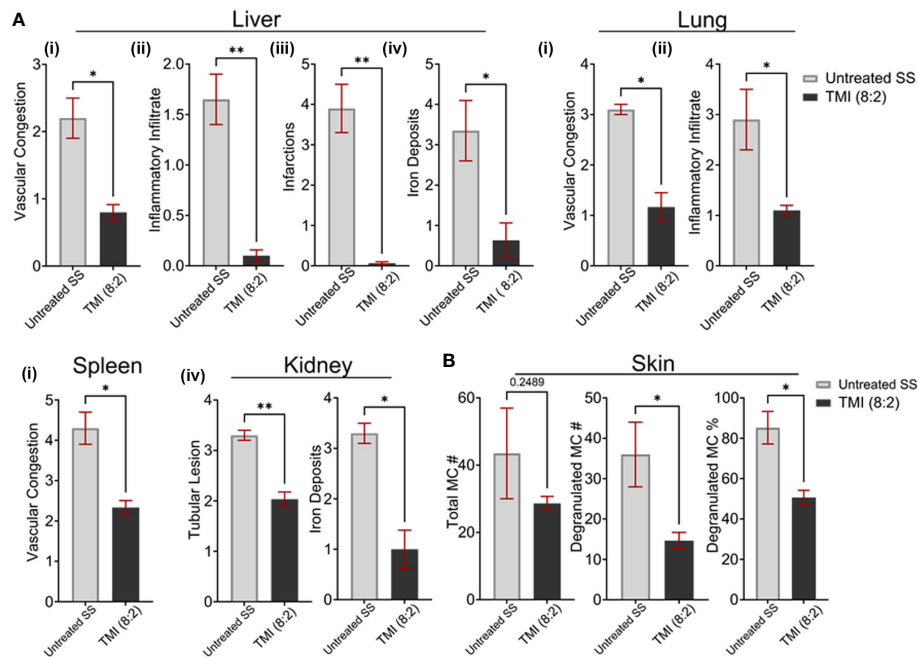 A
Liver
Lung
(i)
(ii)
(iii)
(iv)
(i)
(ii)
Vascular Congestion
3
2
1
0
*
Untreated SS
TMI (8:2)
Inflammatory Infiltrate
2.0
1.5
1.0
0.5
0.0
**
Untreated SS
TMI (8:2)
Infarctions
5
4
3
2
1
0
**
Untreated SS
TMI (8:2)
Iron Deposits
5
4
3
2
1
0
*
Untreated SS
TMI (8:2)
Vascular Congestion
4
3
2
1
0
*
Untreated SS
TMI (8:2)
Inflammatory Infiltrate
4
3
2
1
0
*
Untreated SS
TMI (8:2)
Untreated SS
TMI (8:2)
Spleen
(i)
Vascular Congestion
5
4
3
2
1
0
*
Untreated SS
TMI (8:2)
Kidney
(iv)
Tubular Lesion
4
3
2
1
0
**
Untreated SS
TMI (8:2)
Iron Deposits
4
3
2
1
0
*
Untreated SS
TMI (8:2)
B
Skin
Total MC #
60
40
20
0
0.2489
Untreated SS
TMI (8:2)
Degranulated MC #
50
40
30
20
10
0
*
Untreated SS
TMI (8:2)
Degranulated MC %
100
80
60
40
20
0
*
Untreated SS
TMI (8:2)
Untreated SS
TMI (8:2)